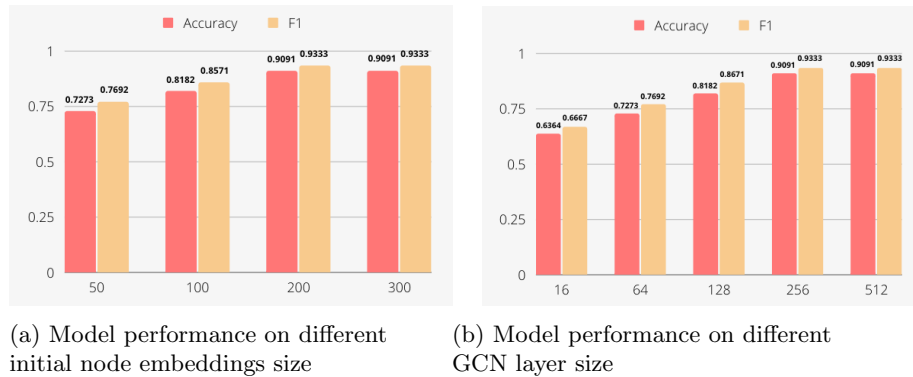 Accuracy F1
1
0.9091 0.9333 0.9091 0.9333
0.8182 0.8571
0.7273 0.7692
0.75
0.5
0.25
0
50 100 200 300
(a) Model performance on different
initial node embeddings size
Accuracy F1
1
0.9091 0.9333 0.9091 0.9333
0.8182 0.8671
0.7273 0.7692
0.75
0.6364 0.6667
0.5
0.25
0
16 64 128 256 512
(b) Model performance on different
GCN layer size